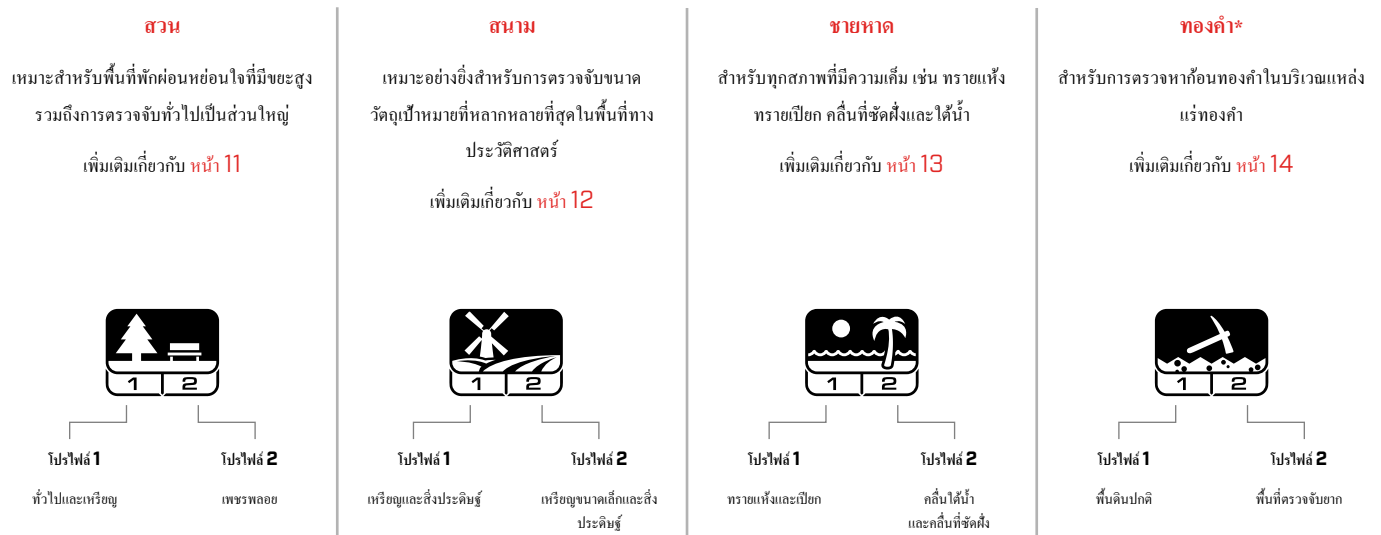 สวน
เหมาะสำหรับพื้นที่พักผ่อนหย่อนใจที่มีขยะสูง
รวมถึงการตรวจจับทั่วไปเป็นส่วนใหญ่
เพิ่มเติมเกี่ยวกับ หน้า 11
1 2
โปรไฟล์ 1
ทั่วไปและเหรียญ
โปรไฟล์ 2
เพชรพลอย
สนาม
เหมาะอย่างยิ่งสำหรับการตรวจจับขนาด
วัตถุเป้าหมายที่หลากหลายที่สุดในพื้นที่ทาง
ประวัติศาสตร์
เพิ่มเติมเกี่ยวกับ หน้า 12
1 2
โปรไฟล์ 1
เหรียญและสิ่งประดิษฐ์
โปรไฟล์ 2
เหรียญขนาดเล็กและสิ่ง
ประดิษฐ์
ชายหาด
สำหรับทุกสภาพที่มีความเค็ม เช่น ทรายแห้ง
ทรายเปียก คลื่นที่ซัดฝั่งและใต้น้ำ
เพิ่มเติมเกี่ยวกับ หน้า 13
1 2
โปรไฟล์ 1
ทรายแห้งและเปียก
โปรไฟล์ 2
คลื่นใต้น้ำ
และคลื่นที่ซัดฝั่ง
ทองคำ*
สำหรับการตรวจหาก้อนทองคำในบริเวณแหล่ง
แร่ทองคำ
เพิ่มเติมเกี่ยวกับ หน้า 14
1 2
โปรไฟล์ 1
พื้นดินปกติ
โปรไฟล์ 2
พื้นที่ตรวจจับยาก